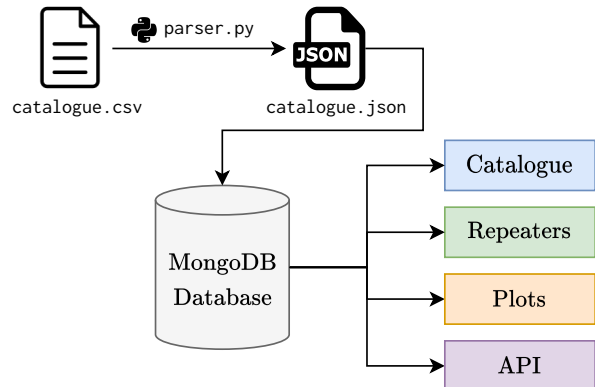 parser.py
JSON
catalogue.csv
catalogue.json
MongoDB
Database
Catalogue
Repeaters
Plots
API